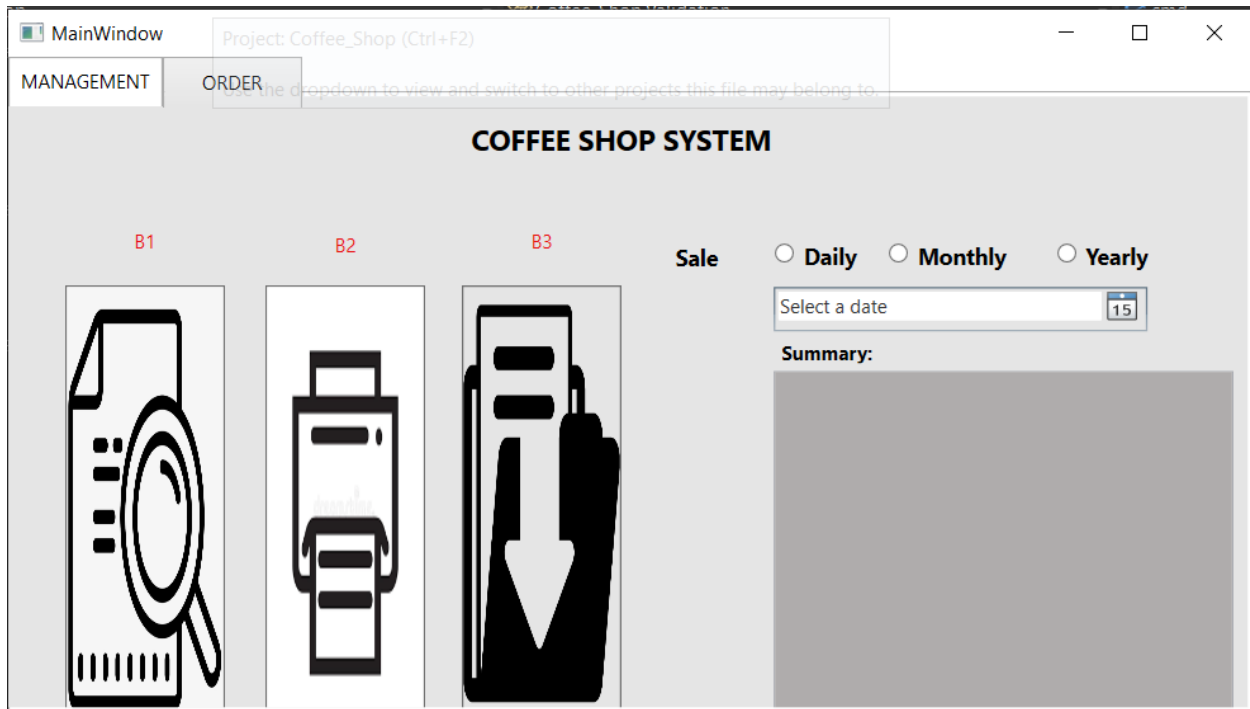 MainWindow
Project: Coffee_Shop (Ctrl+F2)
MANAGEMENT
ORDER
Use the dropdown to view and switch to other projects this file may belong to.
COFFEE SHOP SYSTEM
B1
B2
B3
Sale
Daily
Monthly
Yearly
Select a date
15
Summary: